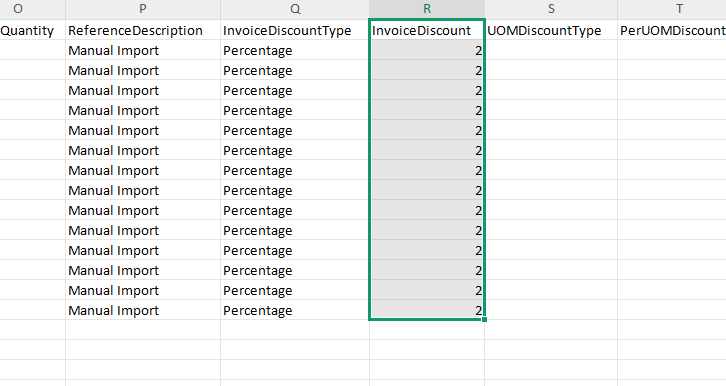 O P Q R S T
Quantity ReferenceDescription InvoiceDiscountType InvoiceDiscount UOMDiscountType PerUOMDiscount
Manual Import Percentage 2
Manual Import Percentage 2
Manual Import Percentage 2
Manual Import Percentage 2
Manual Import Percentage 2
Manual Import Percentage 2
Manual Import Percentage 2
Manual Import Percentage 2
Manual Import Percentage 2
Manual Import Percentage 2
Manual Import Percentage 2
Manual Import Percentage 2
Manual Import Percentage 2
Manual Import Percentage 2